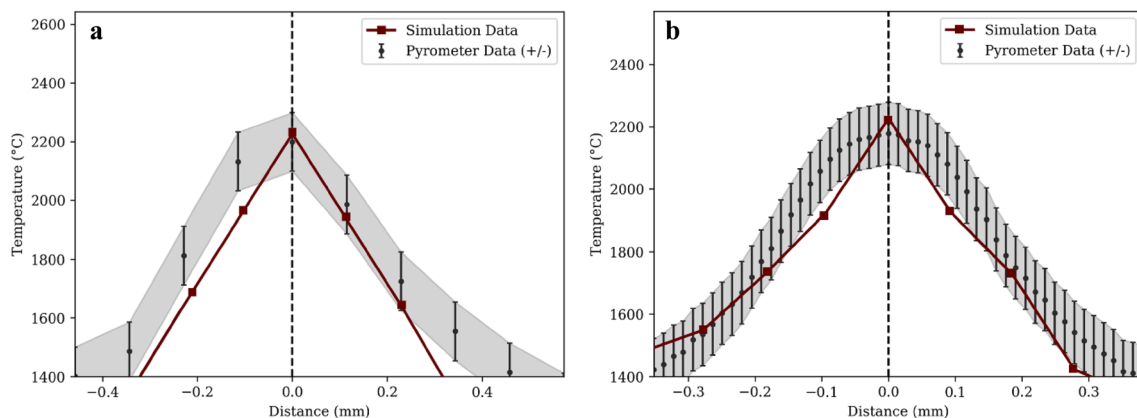 a
Simulation Data
Pyrometer Data (+/-)
2600
2400
2200
2000
1800
1600
1400
Temperature (°C)
−0.4
−0.2
0.0
0.2
0.4
Distance (mm)
b
Simulation Data
Pyrometer Data (+/-)
2400
2200
2000
1800
1600
1400
Temperature (°C)
−0.3
−0.2
−0.1
0.0
0.1
0.2
0.3
Distance (mm)